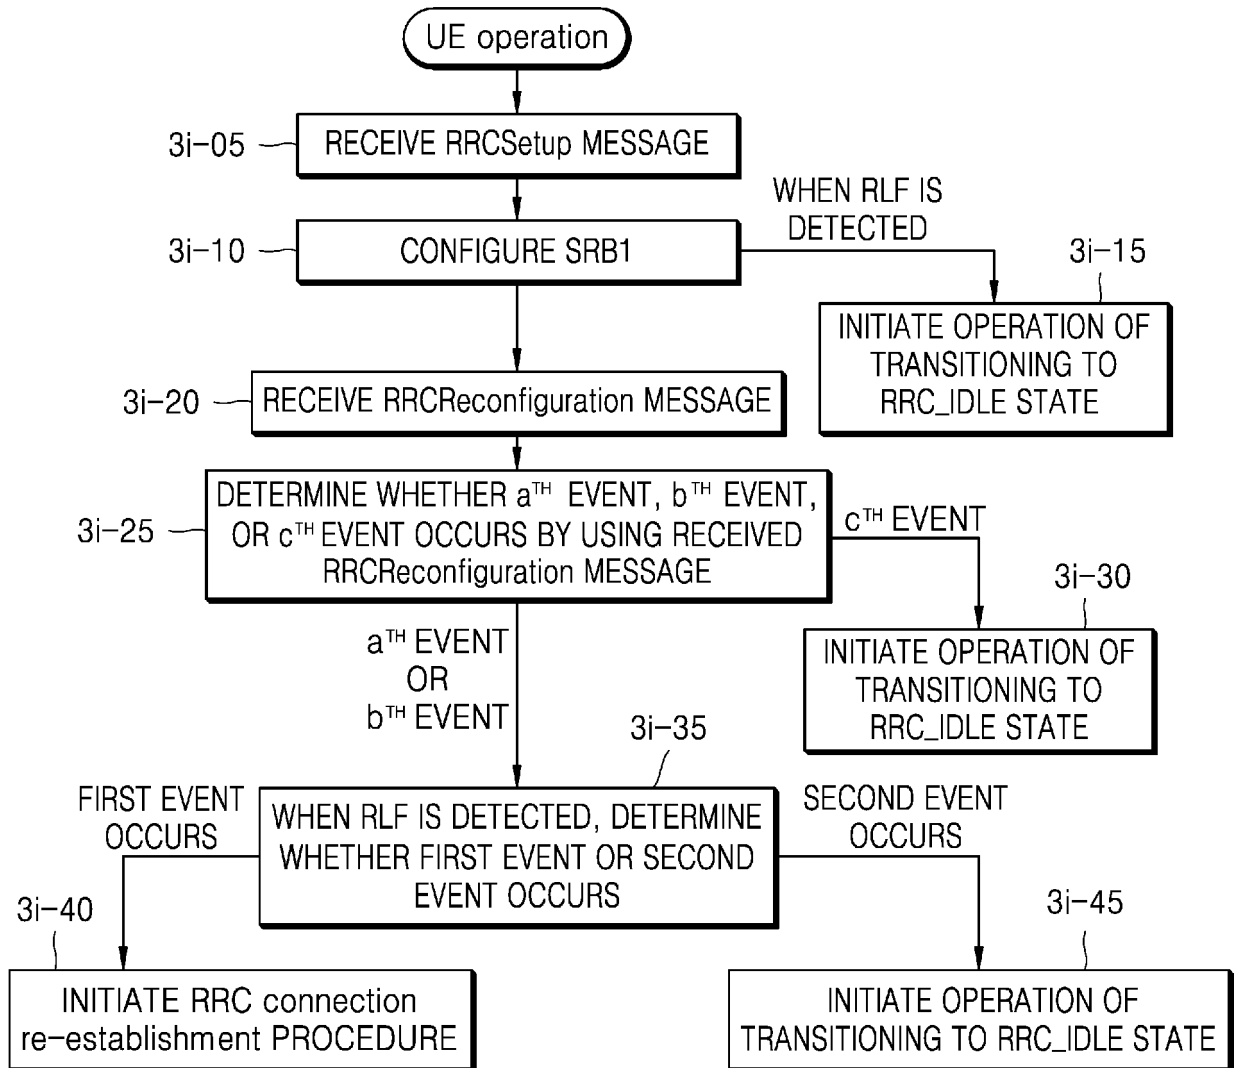 UE operation
3i-05
RECEIVE RRCSetup MESSAGE
WHEN RLF IS
DETECTED
3i-10
CONFIGURE SRB1
3i-15
INITIATE OPERATION OF
TRANSITIONING TO
RRC_IDLE STATE
3i-20
RECEIVE RRCReconfiguration MESSAGE
3i-25
DETERMINE WHETHER aTH EVENT, bTH EVENT,
OR cTH EVENT OCCURS BY USING RECEIVED
RRCReconfiguration MESSAGE
cTH EVENT
3i-30
INITIATE OPERATION OF
TRANSITIONING TO
RRC_IDLE STATE
aTH EVENT
OR
bTH EVENT
3i-35
WHEN RLF IS DETECTED, DETERMINE
WHETHER FIRST EVENT OR SECOND
EVENT OCCURS
FIRST EVENT
OCCURS
SECOND EVENT
OCCURS
3i-40
INITIATE RRC connection
re-establishment PROCEDURE
3i-45
INITIATE OPERATION OF
TRANSITIONING TO RRC_IDLE STATE